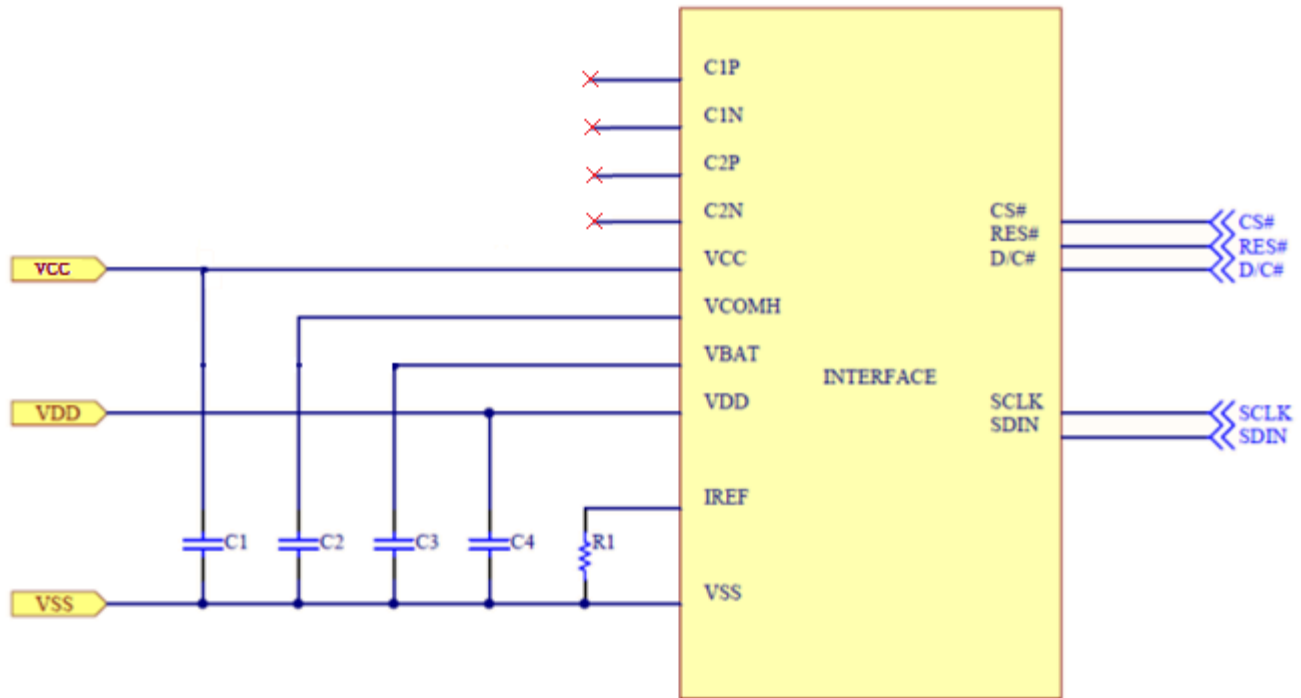 C1P
C1N
C2P
C2N
CS# CS#
RES# RES#
VCC VCC D/C# D/C#
VCOMH
VBAT
INTERFACE
VDD VDD SCLK SCLK
SDIN SDIN
IREF
C1 C2 C3 C4 R1
VSS VSS